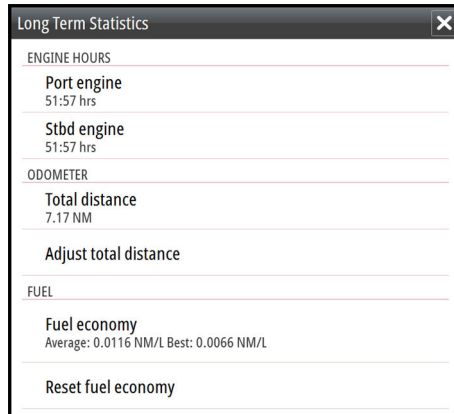 Long Term Statistics
ENGINE HOURS
Port engine
51:57 hrs
Stbd engine
51:57 hrs
ODOMETER
Total distance
7.17 NM
Adjust total distance
FUEL
Fuel economy
Average: 0.0116 NM/L Best: 0.0066 NM/L
Reset fuel economy